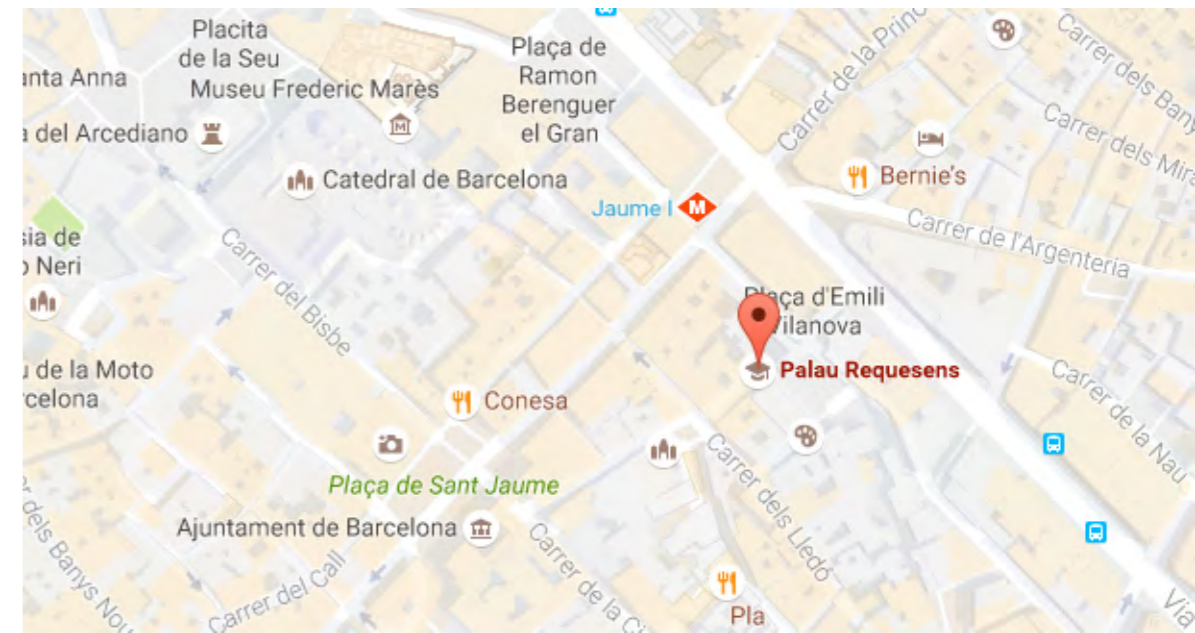 Placita
de la Seu
Plaça de
Ramon
Berenguer
el Gran
Carrer de la Princ
Carrer dels Bany
anta Anna
Museu Frederic Marès
M
a del Arcediano
Carrer dels Mira
Catedral de Barcelona
Bernie's
Jaume I
M
Carrer de l'Argenteria
sia de
o Neri
Carrer del Bisbe
Plaça d'Emili
Vilanova
u de la Moto
rcelona
Palau Requesens
Carrer de la Nau
Conesa
Plaça de Sant Jaume
Carrer dels Lledó
Ajuntament de Barcelona
r dels Banys Nou
Carrer del Call
Carrer de la Ci
Pla
Via